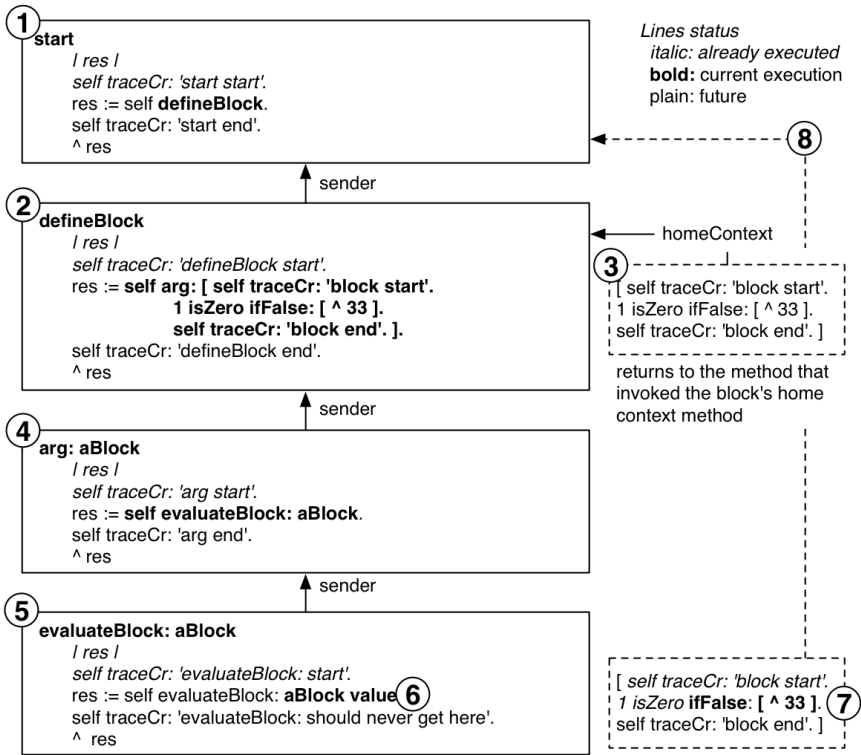 1
start
| res |
self traceCr: 'start start'.
res := self defineBlock.
self traceCr: 'start end'.
^ res
Lines status
italic: already executed
bold: current execution
plain: future
8
sender
2
defineBlock
| res |
self traceCr: 'defineBlock start'.
res := self arg: [ self traceCr: 'block start'.
1 isZero ifFalse: [ ^ 33 ].
self traceCr: 'block end'. ].
self traceCr: 'defineBlock end'.
^ res
homeContext
3
[ self traceCr: 'block start'.
1 isZero ifFalse: [ ^ 33 ].
self traceCr: 'block end'. ]
returns to the method that
invoked the block's home
context method
sender
4
arg: aBlock
| res |
self traceCr: 'arg start'.
res := self evaluateBlock: aBlock.
self traceCr: 'arg end'.
^ res
sender
5
evaluateBlock: aBlock
| res |
self traceCr: 'evaluateBlock: start'.
res := self evaluateBlock: aBlock value
6
self traceCr: 'evaluateBlock: should never get here'.
^ res
[ self traceCr: 'block start'.
1 isZero ifFalse: [ ^ 33 ].
7
self traceCr: 'block end'. ]